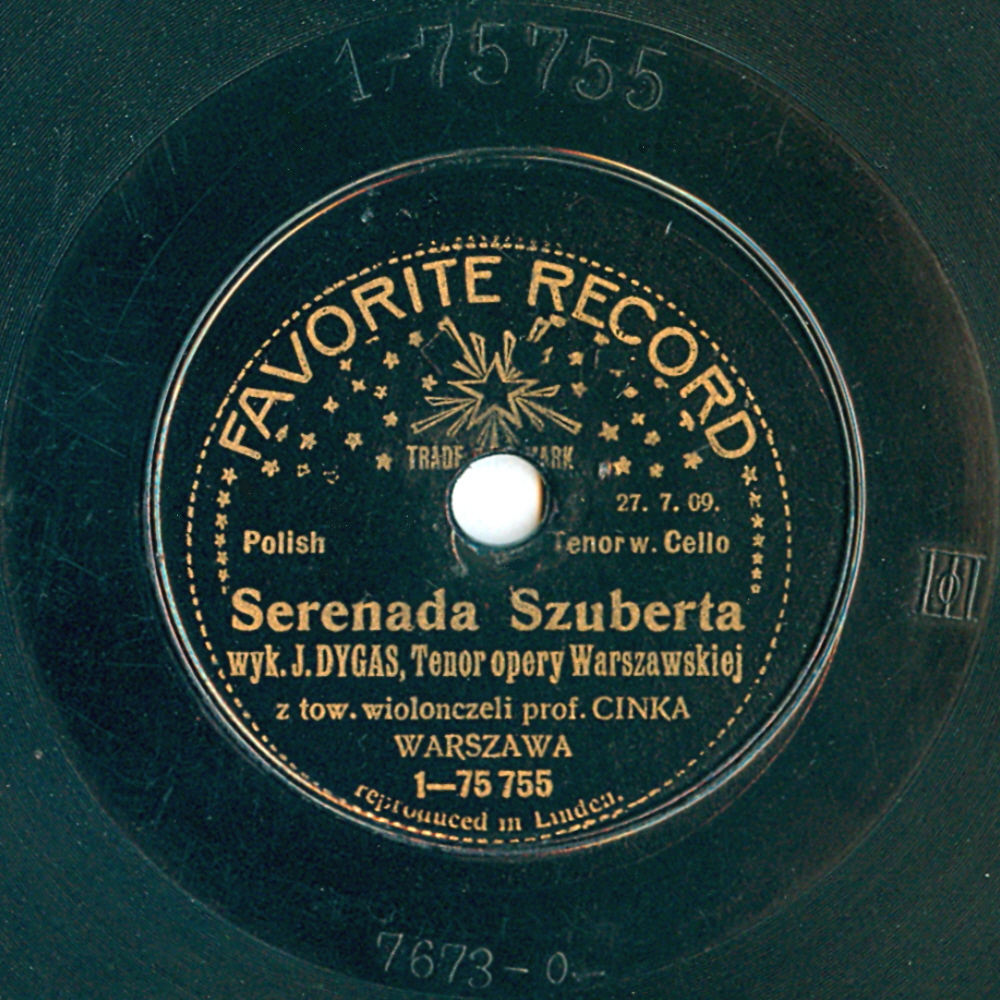 1-75755
FAVORITE RECORD
TRADE MARK
27. 7. 09.
Polish
Tenor w. Cello
Serenada Szuberta
wyk. J. DYGAS, Tenor opery Warszawskiej
z tow. wiolonczeli prof. CINKA
WARSZAWA
1—75 755
reproduced in Linden.
7673-0-